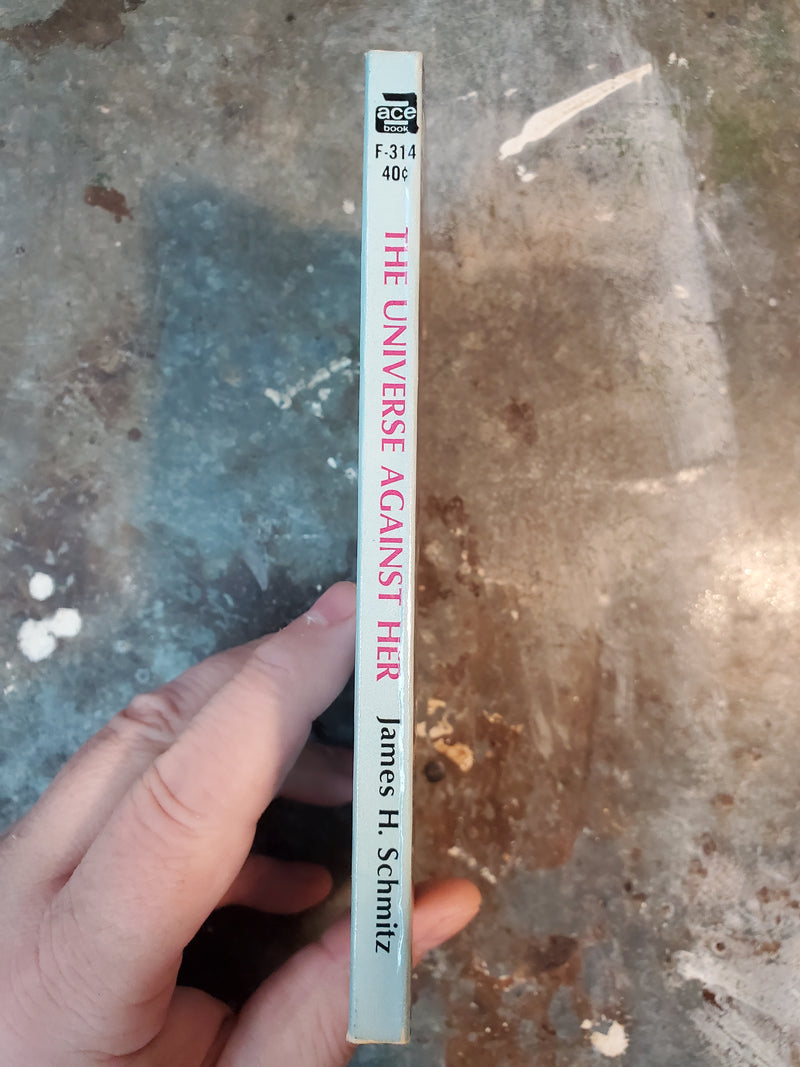 ace
book
F-314
40¢
THE UNIVERSE AGAINST HER
James H. Schmitz